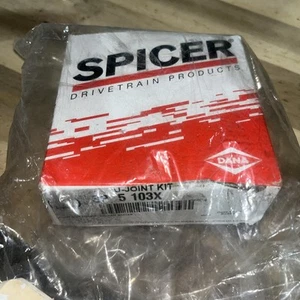 SPICER
DRIVETRAIN PRODUCTS
DANA
U-JOINT KIT
5 103X